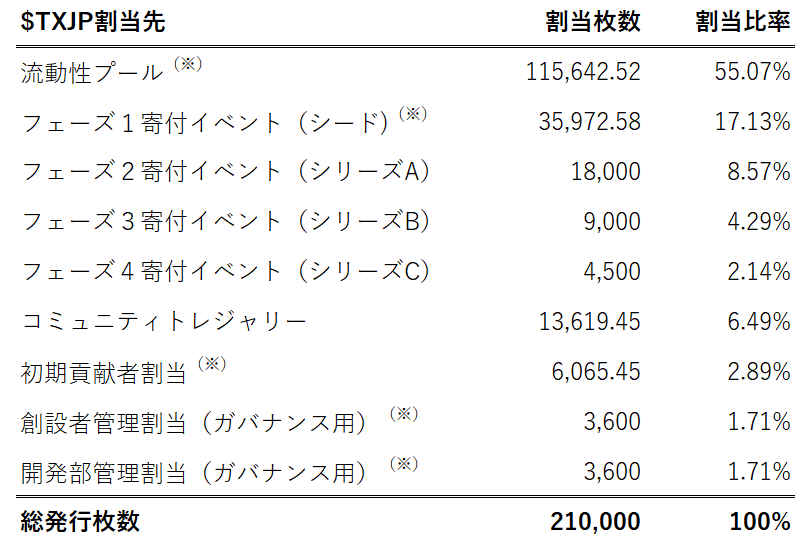 $TXJP割当先 割当枚数 割当比率
流動性プール（※） 115,642.52 55.07%
フェーズ１寄付イベント（シード）（※） 35,972.58 17.13%
フェーズ２寄付イベント（シリーズA） 18,000 8.57%
フェーズ３寄付イベント（シリーズB） 9,000 4.29%
フェーズ４寄付イベント（シリーズC） 4,500 2.14%
コミュニティトレジャリー 13,619.45 6.49%
初期貢献者割当（※） 6,065.45 2.89%
創設者管理割当（ガバナンス用）（※） 3,600 1.71%
開発部管理割当（ガバナンス用）（※） 3,600 1.71%
総発行枚数 210,000 100%